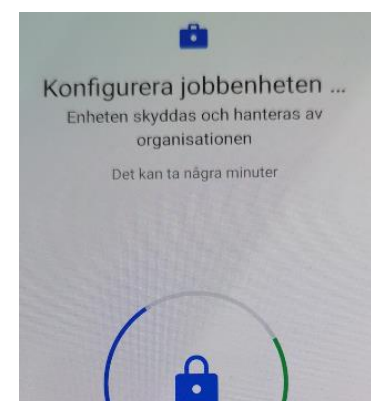 Konfigurera jobbenheten ...
Enheten skyddas och hanteras av
organisationen
Det kan ta några minuter